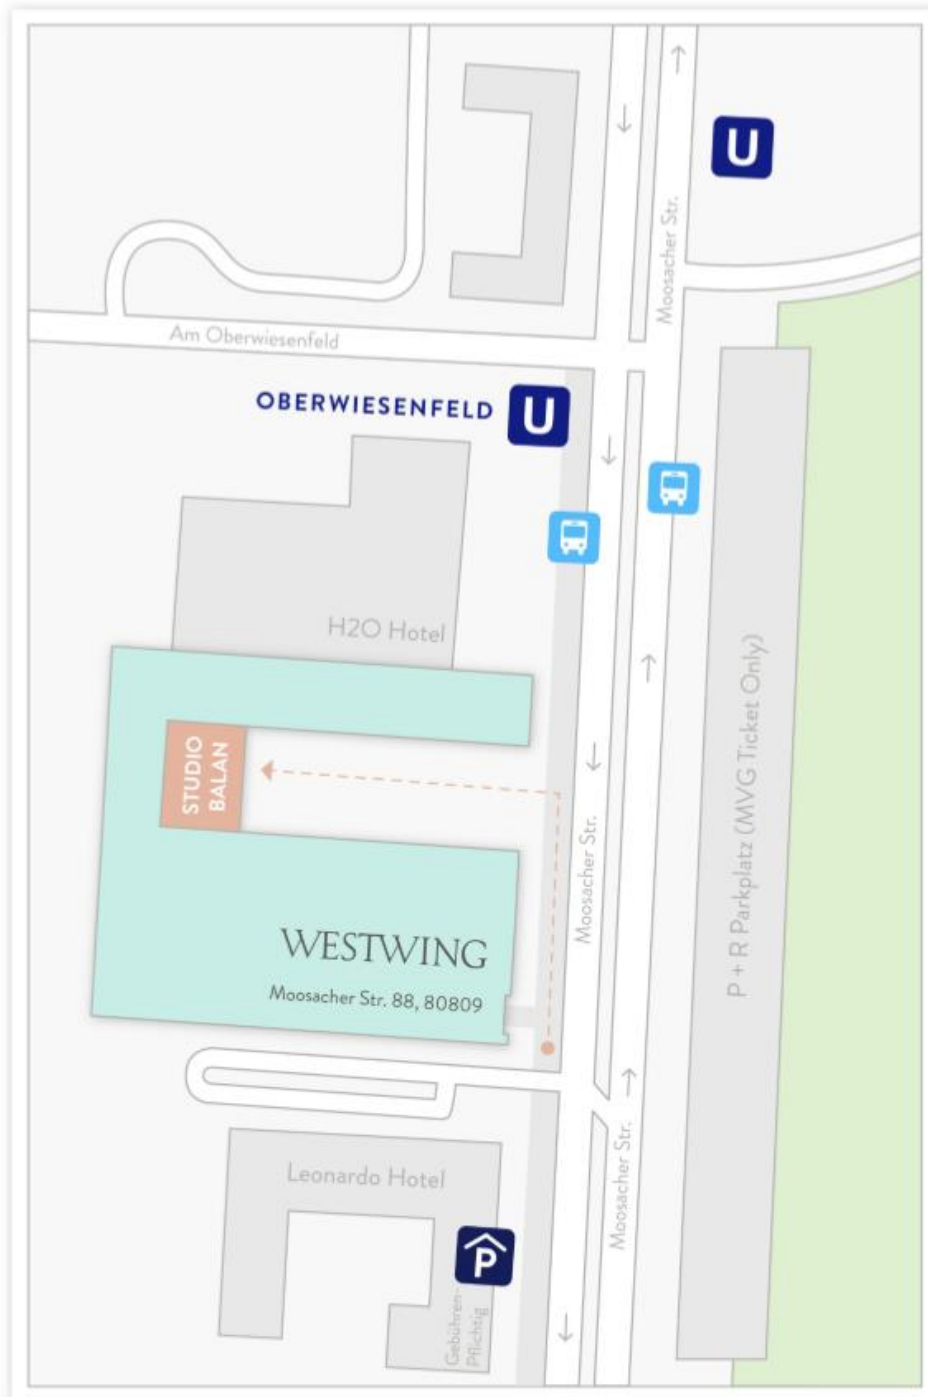 U
Moosacher Str.
Am Oberwiesenfeld
OBERWIESENFELD
U
H2O Hotel
STUDIO
BALAN
P + R Parkplatz (MVG Ticket Only)
Moosacher Str.
WESTWING
Moosacher Str. 88, 80809
Moosacher Str.
Leonardo Hotel
P
Gebühren-
Pflichtig